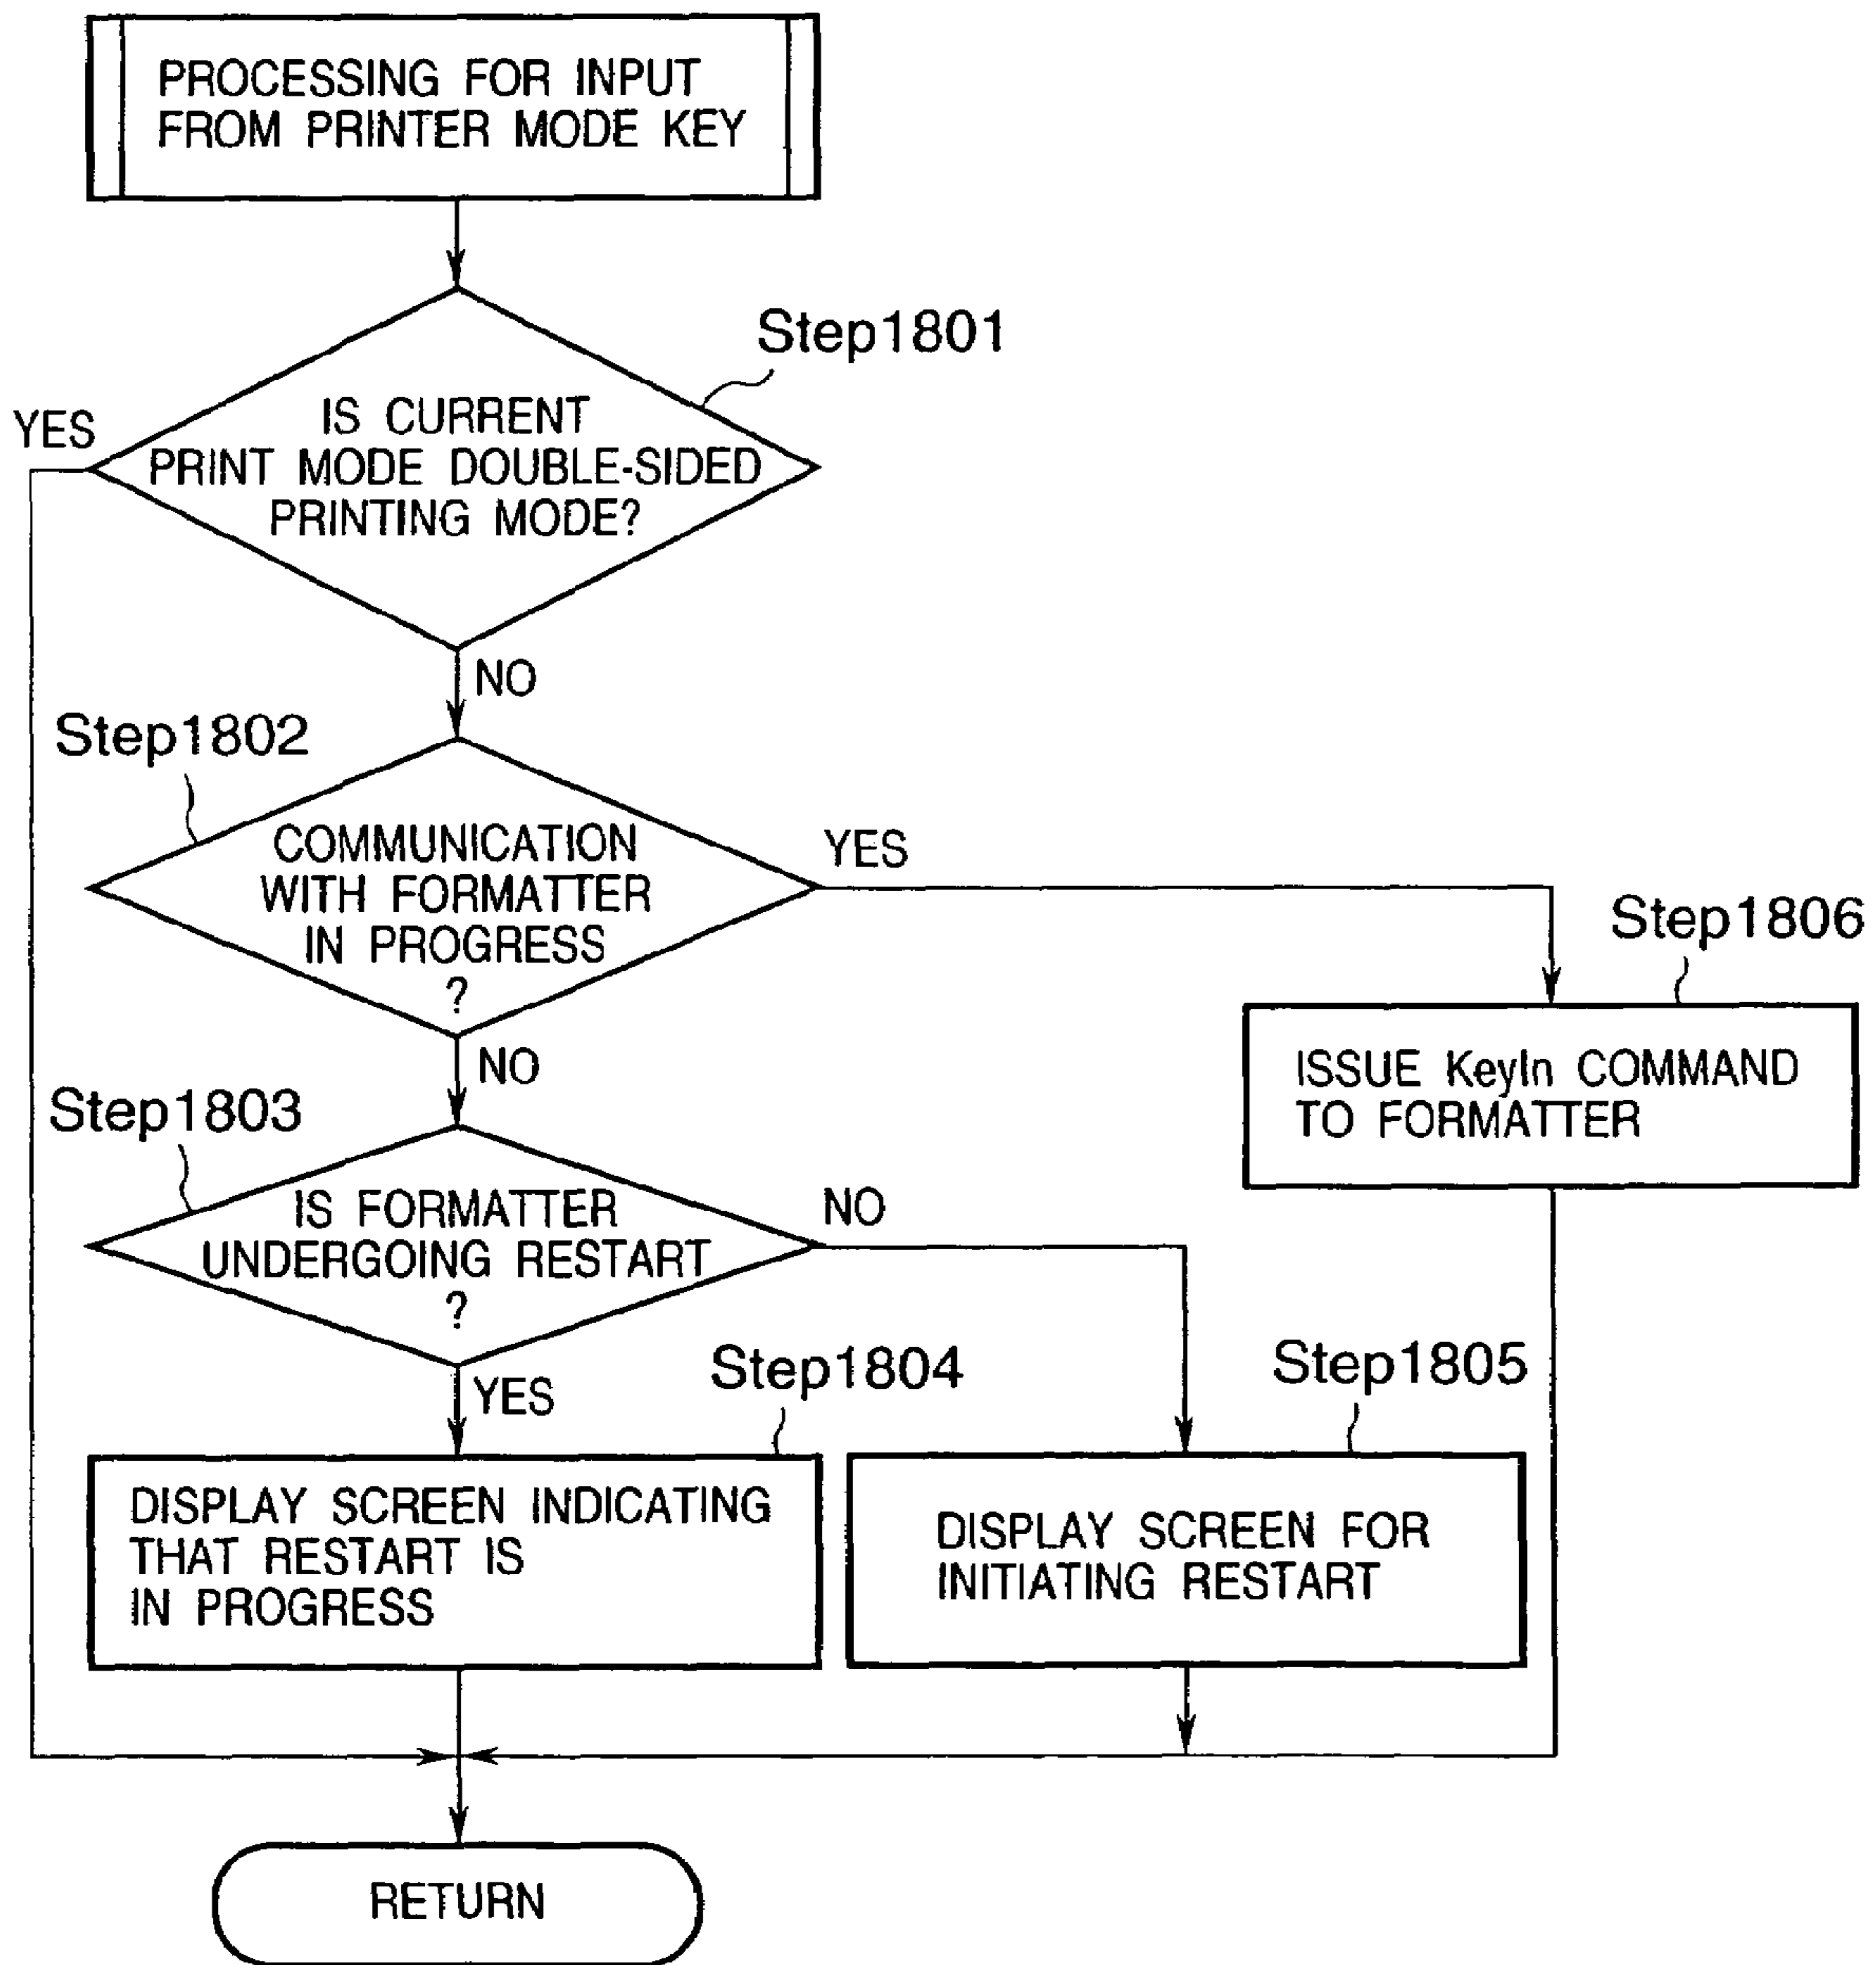 PROCESSING FOR INPUT
FROM PRINTER MODE KEY
Step1801
YES
IS CURRENT
PRINT MODE DOUBLE-SIDED
PRINTING MODE?
NO
Step1802
COMMUNICATION
WITH FORMATTER
IN PROGRESS
?
YES
Step1806
ISSUE KeyIn COMMAND
TO FORMATTER
NO
Step1803
IS FORMATTER
UNDERGOING RESTART
?
NO
YES
Step1804
DISPLAY SCREEN INDICATING
THAT RESTART IS
IN PROGRESS
Step1805
DISPLAY SCREEN FOR
INITIATING RESTART
RETURN